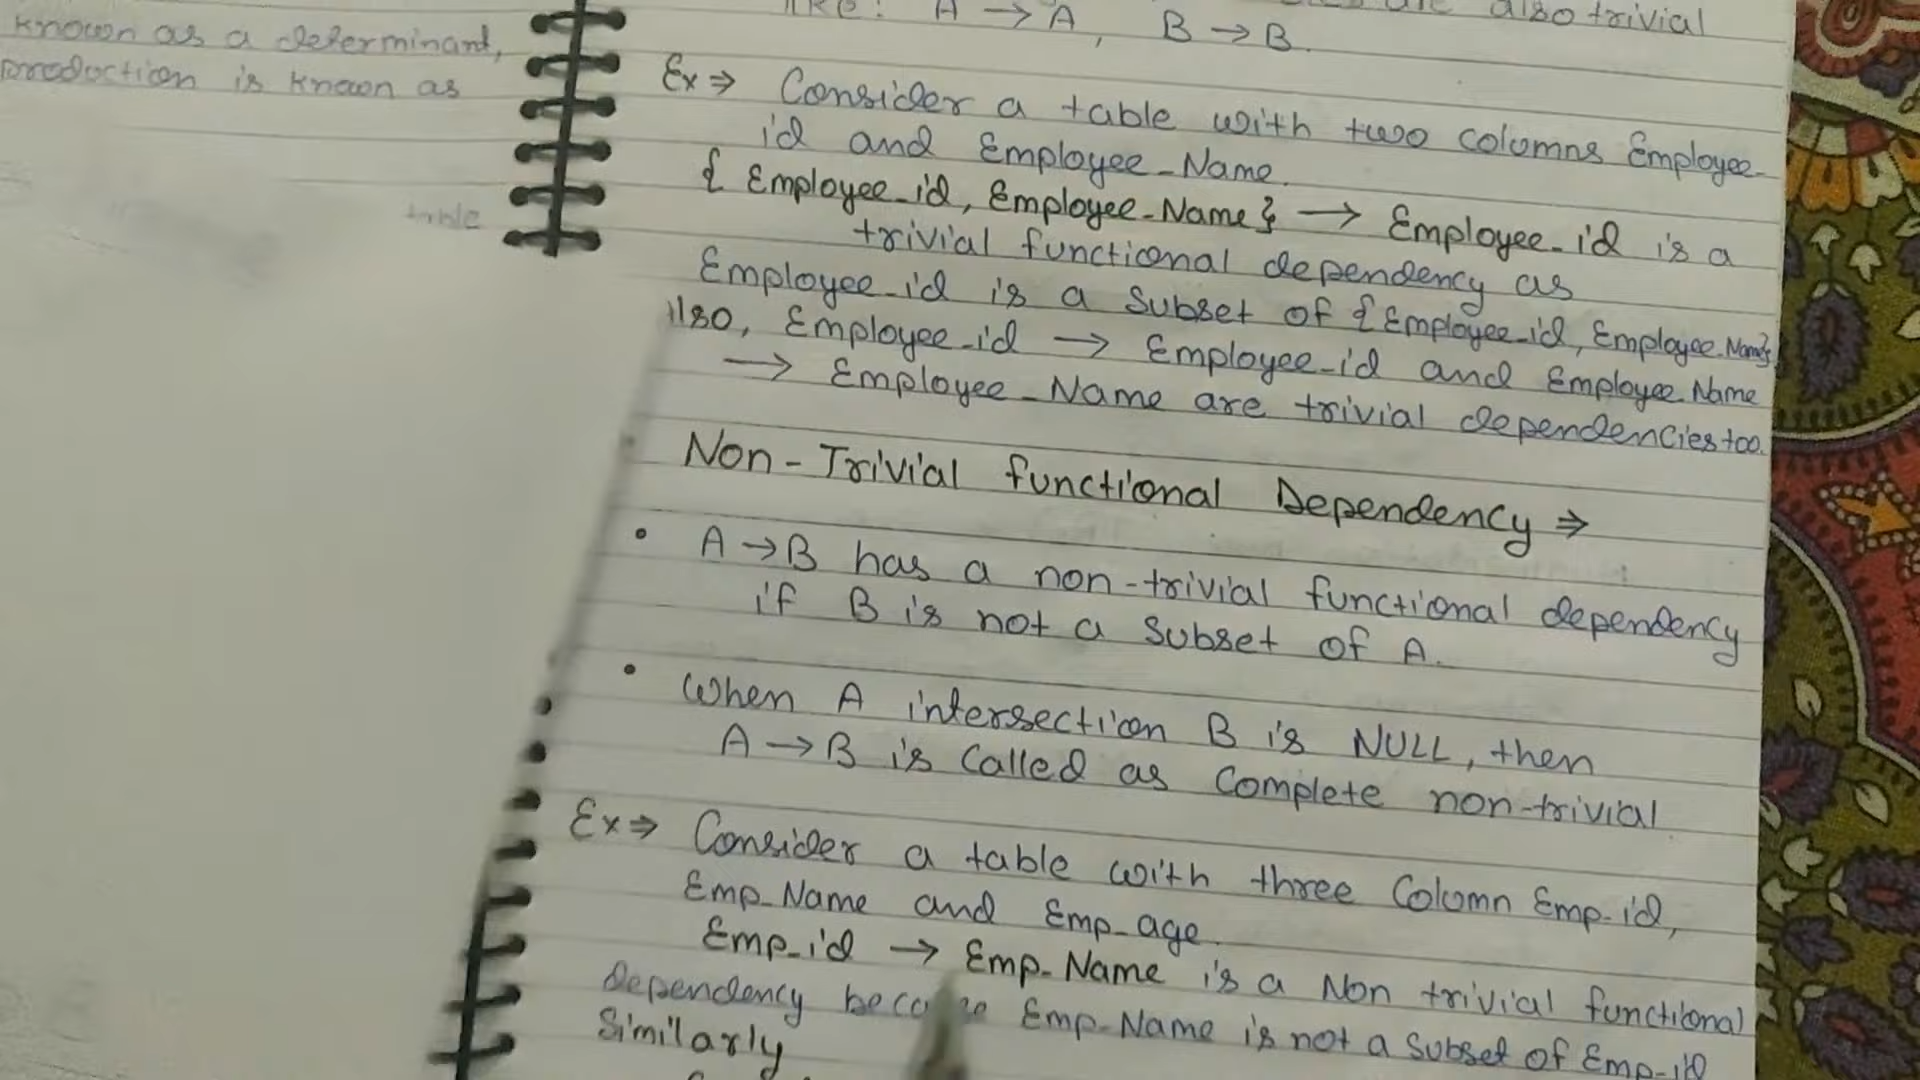 known as a determinant,
production is known as
table
like: A → A, B → B.
also trivial
Ex ⇒ Consider a table with two columns Employee-
id and Employee-Name.
{ Employee-id, Employee-Name} → Employee-id is a
trivial functional dependency as
Employee-id is a subset of {Employee-id, Employee-Name}
Also, Employee-id → Employee-id and Employee-Name
→ Employee-Name are trivial dependencies too.
Non-Trivial functional Dependency ⇒
• A → B has a non-trivial functional dependency
if B is not a subset of A.
• When A intersection B is NULL, then
A → B is called as complete non-trivial
Ex ⇒ Consider a table with three Column Emp-id,
Emp-Name and Emp-age.
Emp-id → Emp-Name is a Non trivial functional
dependency because Emp-Name is not a subset of Emp-id
Similarly